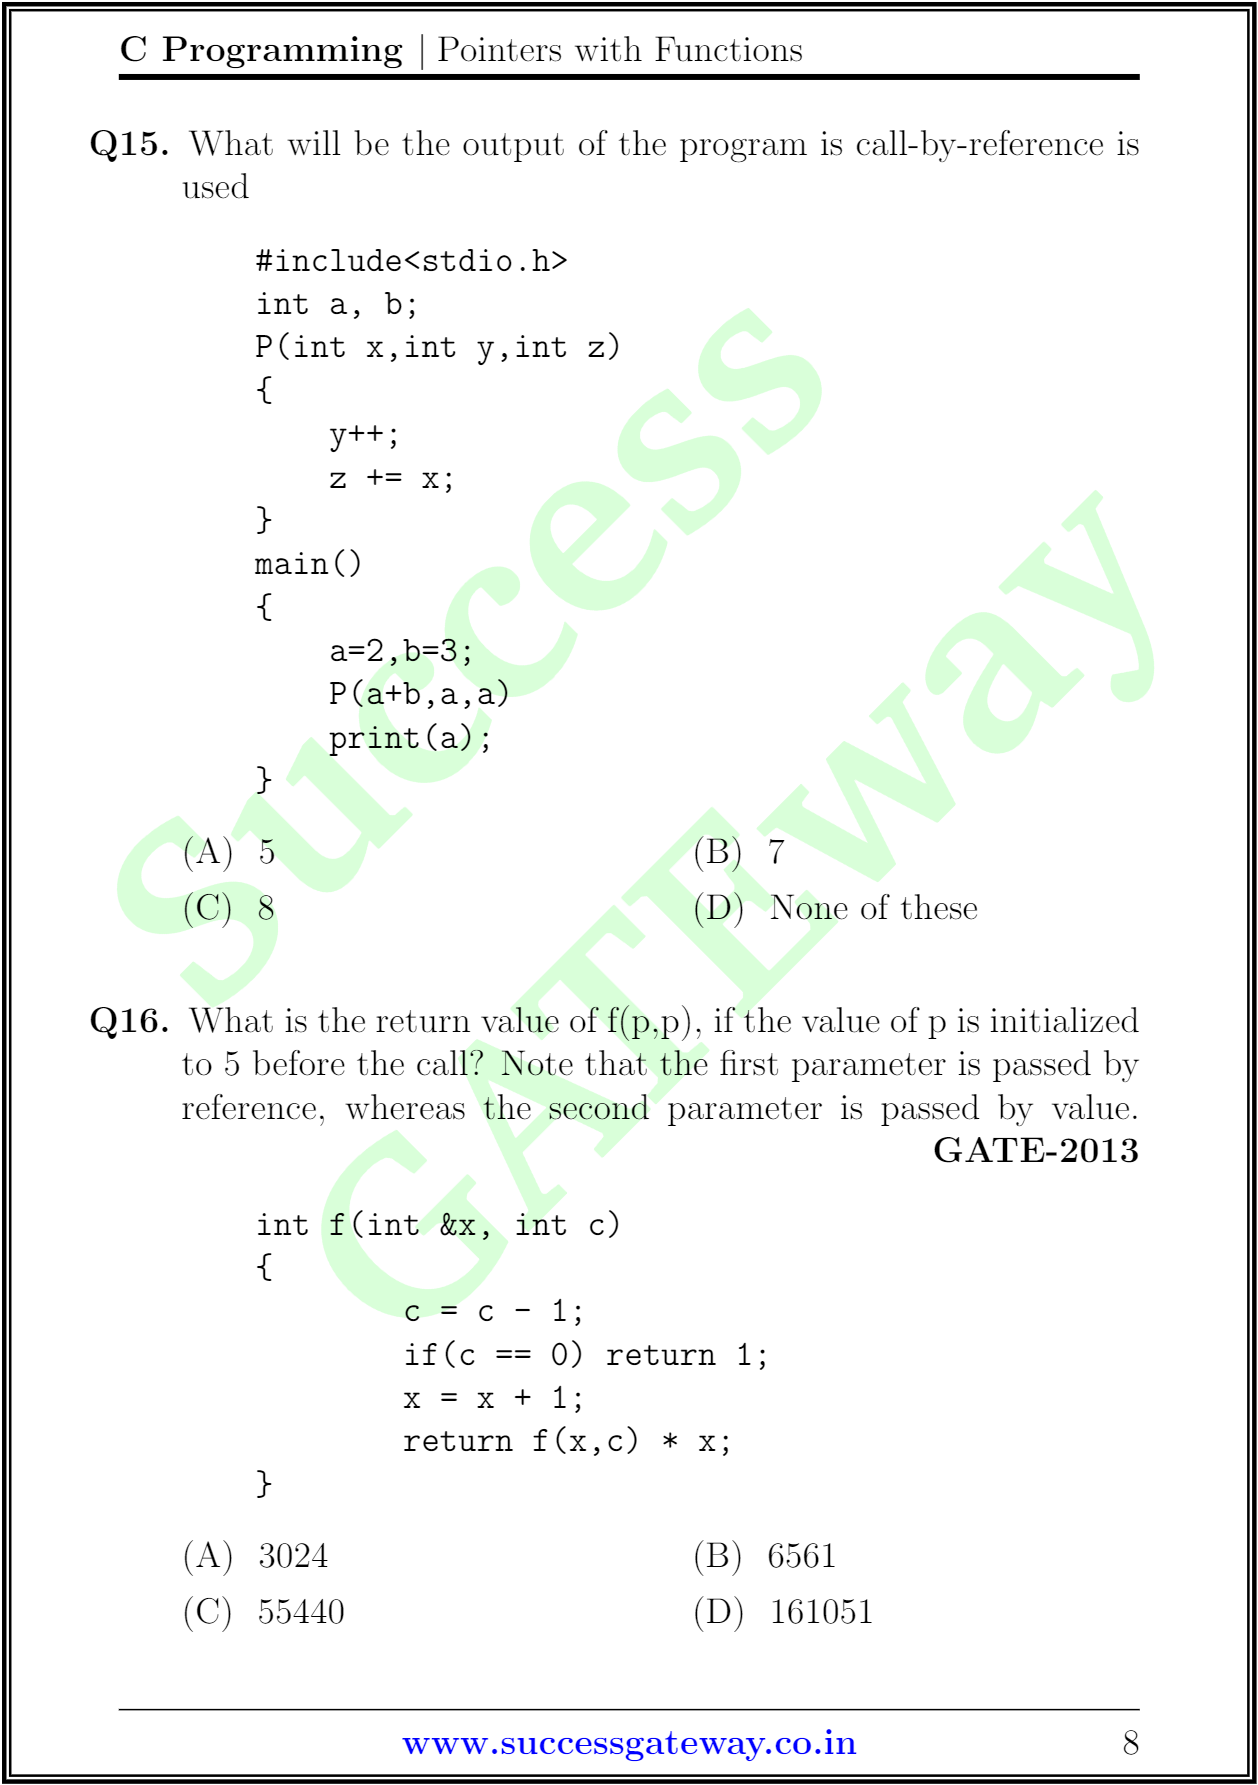 C Programming | Pointers with Functions
Q15. What will be the output of the program is call-by-reference is
used
#include<stdio.h>
int a, b;
P(int x,int y,int z)
{
y++;
z += x;
}
main()
{
a=2,b=3;
P(a+b,a,a)
print(a);
}
(A) 5 (B) 7
(C) 8 (D) None of these
Q16. What is the return value of f(p,p), if the value of p is initialized
to 5 before the call? Note that the first parameter is passed by
reference, whereas the second parameter is passed by value.
GATE-2013
int f(int &x, int c)
{
c = c - 1;
if(c == 0) return 1;
x = x + 1;
return f(x,c) * x;
}
(A) 3024 (B) 6561
(C) 55440 (D) 161051
www.successgateway.co.in 8
Success
GATEway